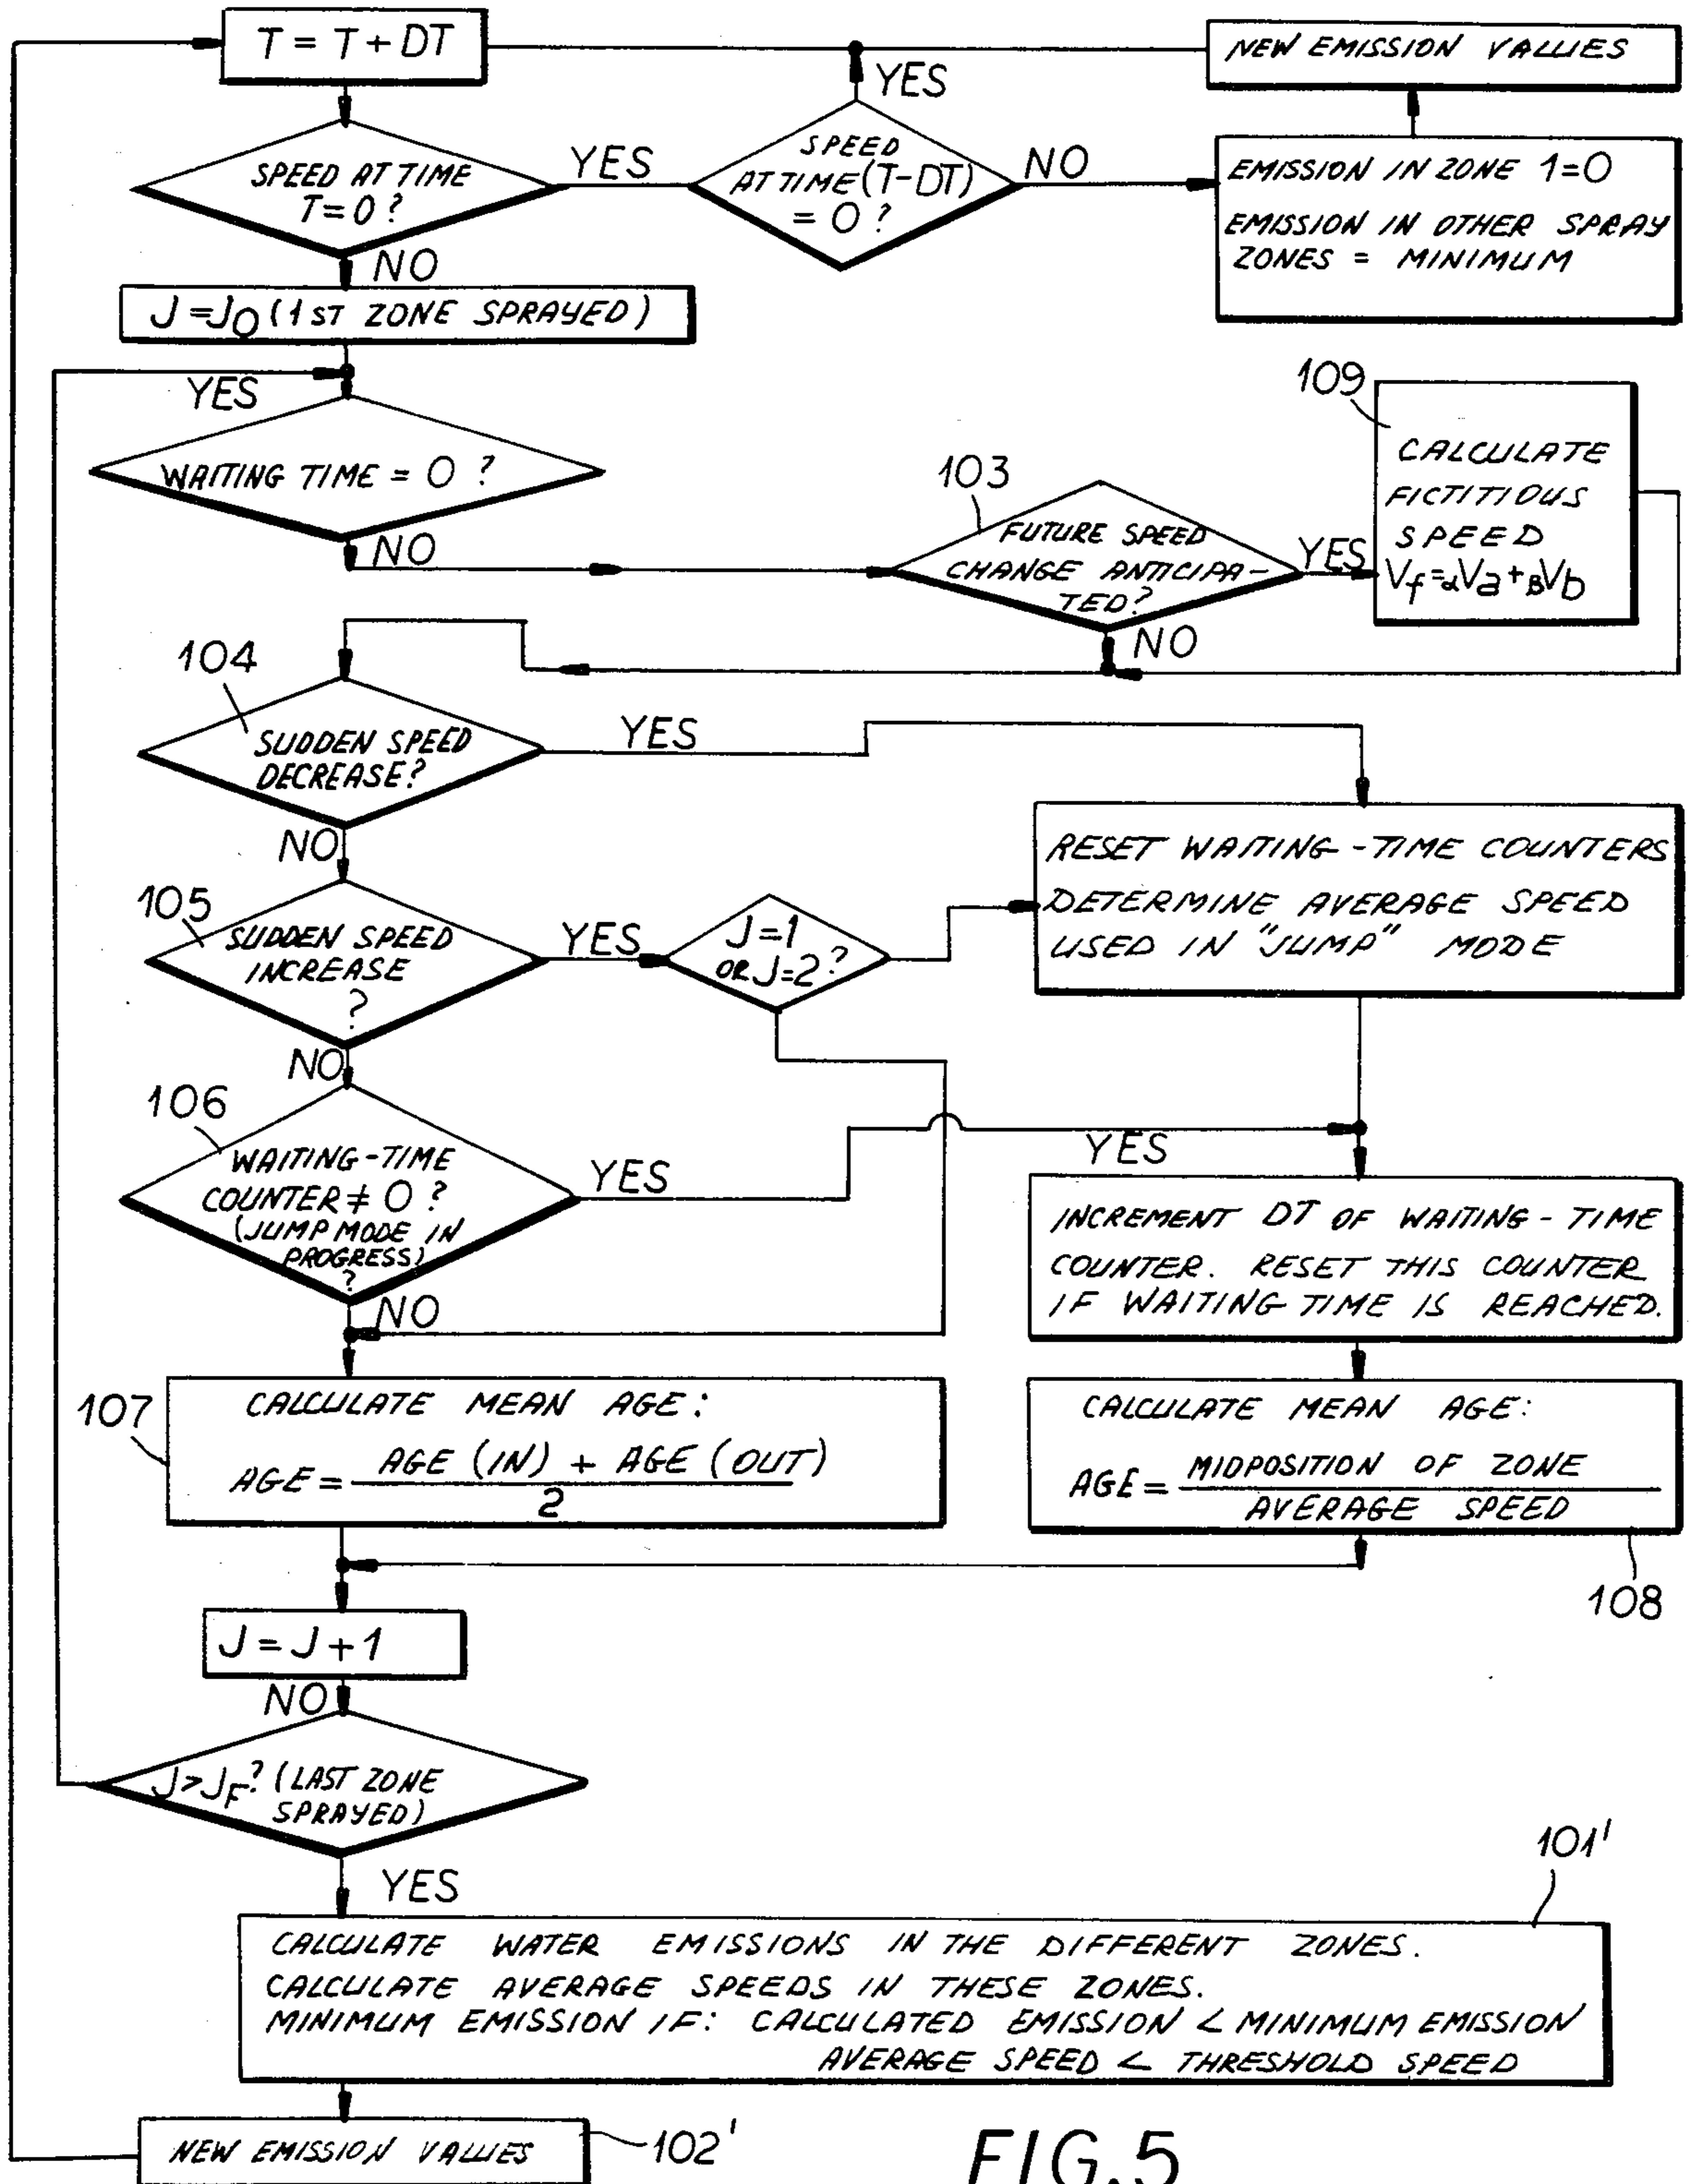 T = T + DT
NEW EMISSION VALUES
YES
SPEED AT TIME
T=0 ?
YES
SPEED
AT TIME (T-DT)
= 0 ?
NO
EMISSION IN ZONE 1=0
EMISSION IN OTHER SPRAY
ZONES = MINIMUM
NO
J = JO (1ST ZONE SPRAYED)
YES
WAITING TIME = 0 ?
NO
103
FUTURE SPEED
CHANGE ANTICIPA-
TED?
YES
NO
109
CALCULATE
FICTITIOUS
SPEED
Vf=αVa+βVb
104
SUDDEN SPEED
DECREASE?
YES
NO
105
SUDDEN SPEED
INCREASE
?
YES
J=1
OR J=2?
RESET WAITING-TIME COUNTERS
DETERMINE AVERAGE SPEED
USED IN "JUMP" MODE
NO
106
WAITING-TIME
COUNTER ≠ 0 ?
(JUMP MODE IN
PROGRESS)
?
YES
YES
NO
INCREMENT DT OF WAITING-TIME
COUNTER. RESET THIS COUNTER
IF WAITING TIME IS REACHED.
107
CALCULATE MEAN AGE:
AGE = AGE (IN) + AGE (OUT)
2
CALCULATE MEAN AGE:
AGE = MIDPOSITION OF ZONE
AVERAGE SPEED
108
J = J + 1
NO
J > JF? (LAST ZONE
SPRAYED)
YES
101'
CALCULATE WATER EMISSIONS IN THE DIFFERENT ZONES.
CALCULATE AVERAGE SPEEDS IN THESE ZONES.
MINIMUM EMISSION IF: CALCULATED EMISSION < MINIMUM EMISSION
AVERAGE SPEED < THRESHOLD SPEED
NEW EMISSION VALUES
102'
FIG.5